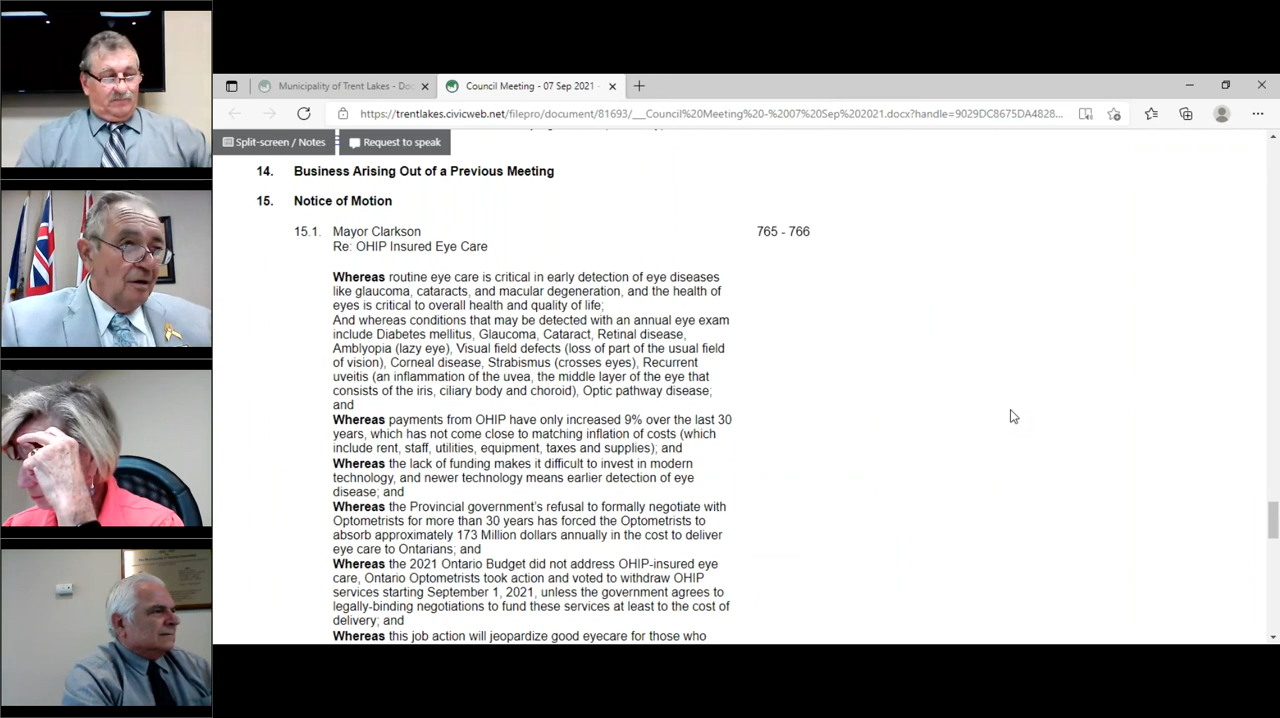 Municipality of Trent Lakes - Doc
Council Meeting - 07 Sep 2021 -
https://trentlakes.civicweb.net/filepro/document/81693/___Council%20Meeting%20-%2007%20Sep%202021.docx?handle=9029DC8675DA4828...
Split-screen / Notes
Request to speak
14. Business Arising Out of a Previous Meeting
15. Notice of Motion
15.1. Mayor Clarkson 765 - 766
Re: OHIP Insured Eye Care
Whereas routine eye care is critical in early detection of eye diseases
like glaucoma, cataracts, and macular degeneration, and the health of
eyes is critical to overall health and quality of life;
And whereas conditions that may be detected with an annual eye exam
include Diabetes mellitus, Glaucoma, Cataract, Retinal disease,
Amblyopia (lazy eye), Visual field defects (loss of part of the usual field
of vision), Corneal disease, Strabismus (crosses eyes), Recurrent
uveitis (an inflammation of the uvea, the middle layer of the eye that
consists of the iris, ciliary body and choroid), Optic pathway disease;
and
Whereas payments from OHIP have only increased 9% over the last 30
years, which has not come close to matching inflation of costs (which
include rent, staff, utilities, equipment, taxes and supplies); and
Whereas the lack of funding makes it difficult to invest in modern
technology, and newer technology means earlier detection of eye
disease; and
Whereas the Provincial government's refusal to formally negotiate with
Optometrists for more than 30 years has forced the Optometrists to
absorb approximately 173 Million dollars annually in the cost to deliver
eye care to Ontarians; and
Whereas the 2021 Ontario Budget did not address OHIP-insured eye
care, Ontario Optometrists took action and voted to withdraw OHIP
services starting September 1, 2021, unless the government agrees to
legally-binding negotiations to fund these services at least to the cost of
delivery; and
Whereas this job action will jeopardize good eyecare for those who